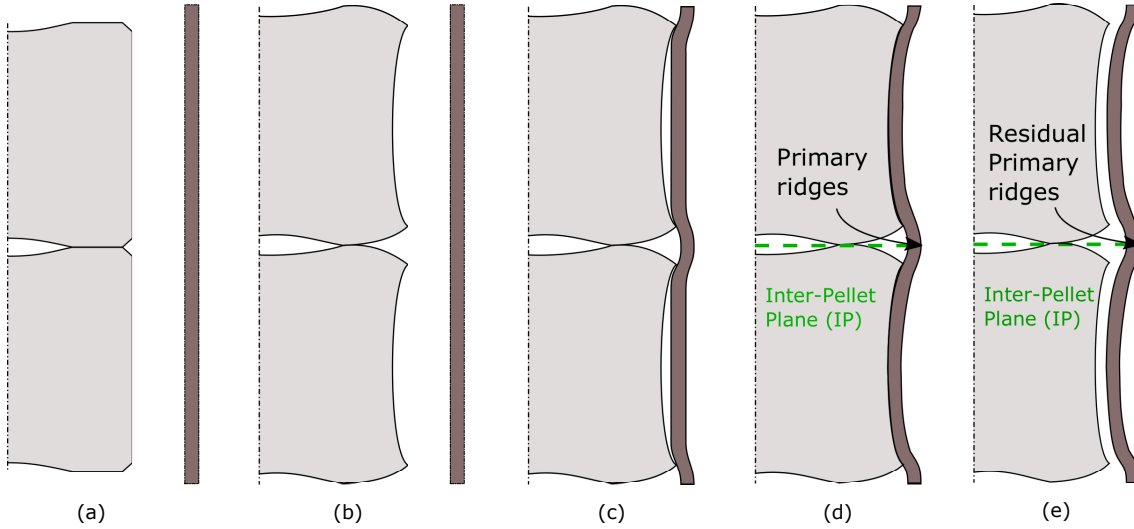 Primary
ridges
Inter-Pellet
Plane (IP)
Residual
Primary
ridges
Inter-Pellet
Plane (IP)
(a)
(b)
(c)
(d)
(e)